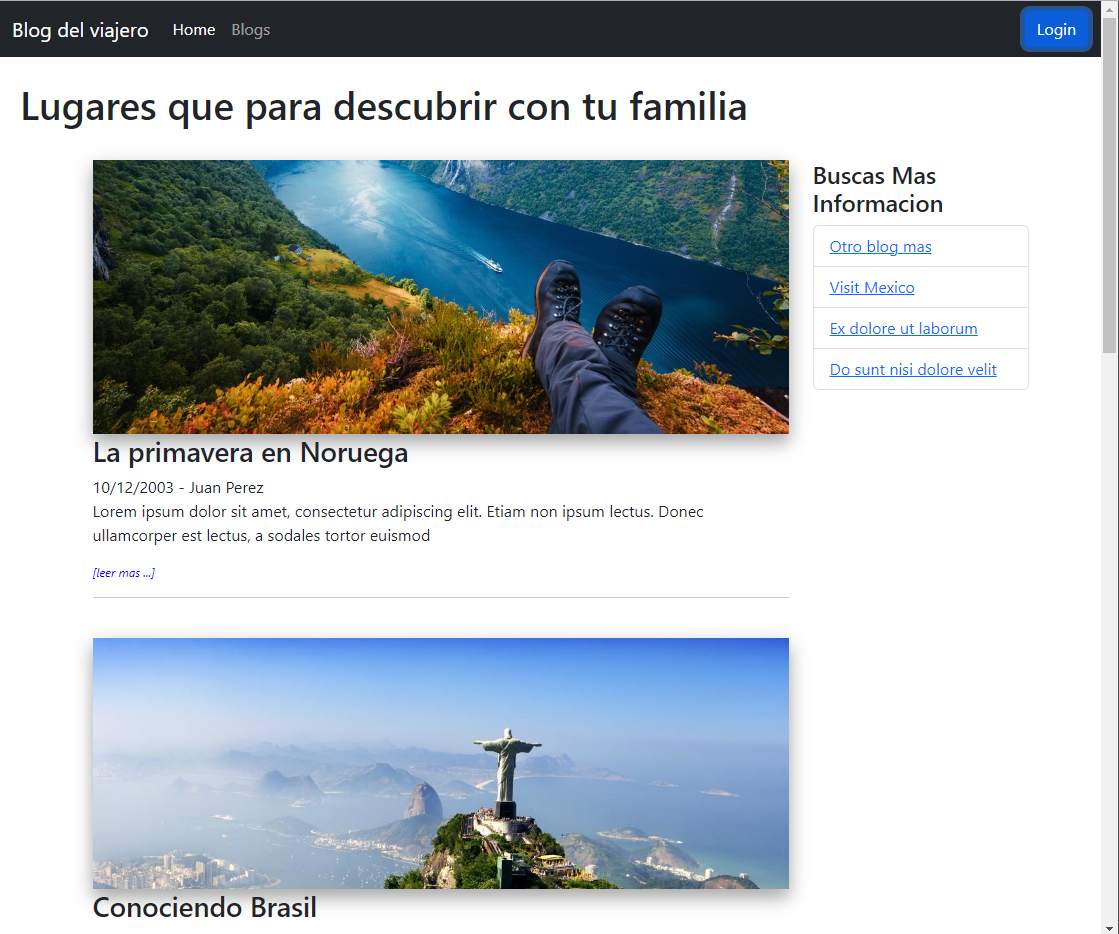 Blog del viajero Home Blogs Login
Lugares que para descubrir con tu familia
La primavera en Noruega
10/12/2003 - Juan Perez
Lorem ipsum dolor sit amet, consectetur adipiscing elit. Etiam non ipsum lectus. Donec
ullamcorper est lectus, a sodales tortor euismod
[leer mas ...]
Conociendo Brasil
Buscas Mas
Informacion
Otro blog mas
Visit Mexico
Ex dolore ut laborum
Do sunt nisi dolore velit